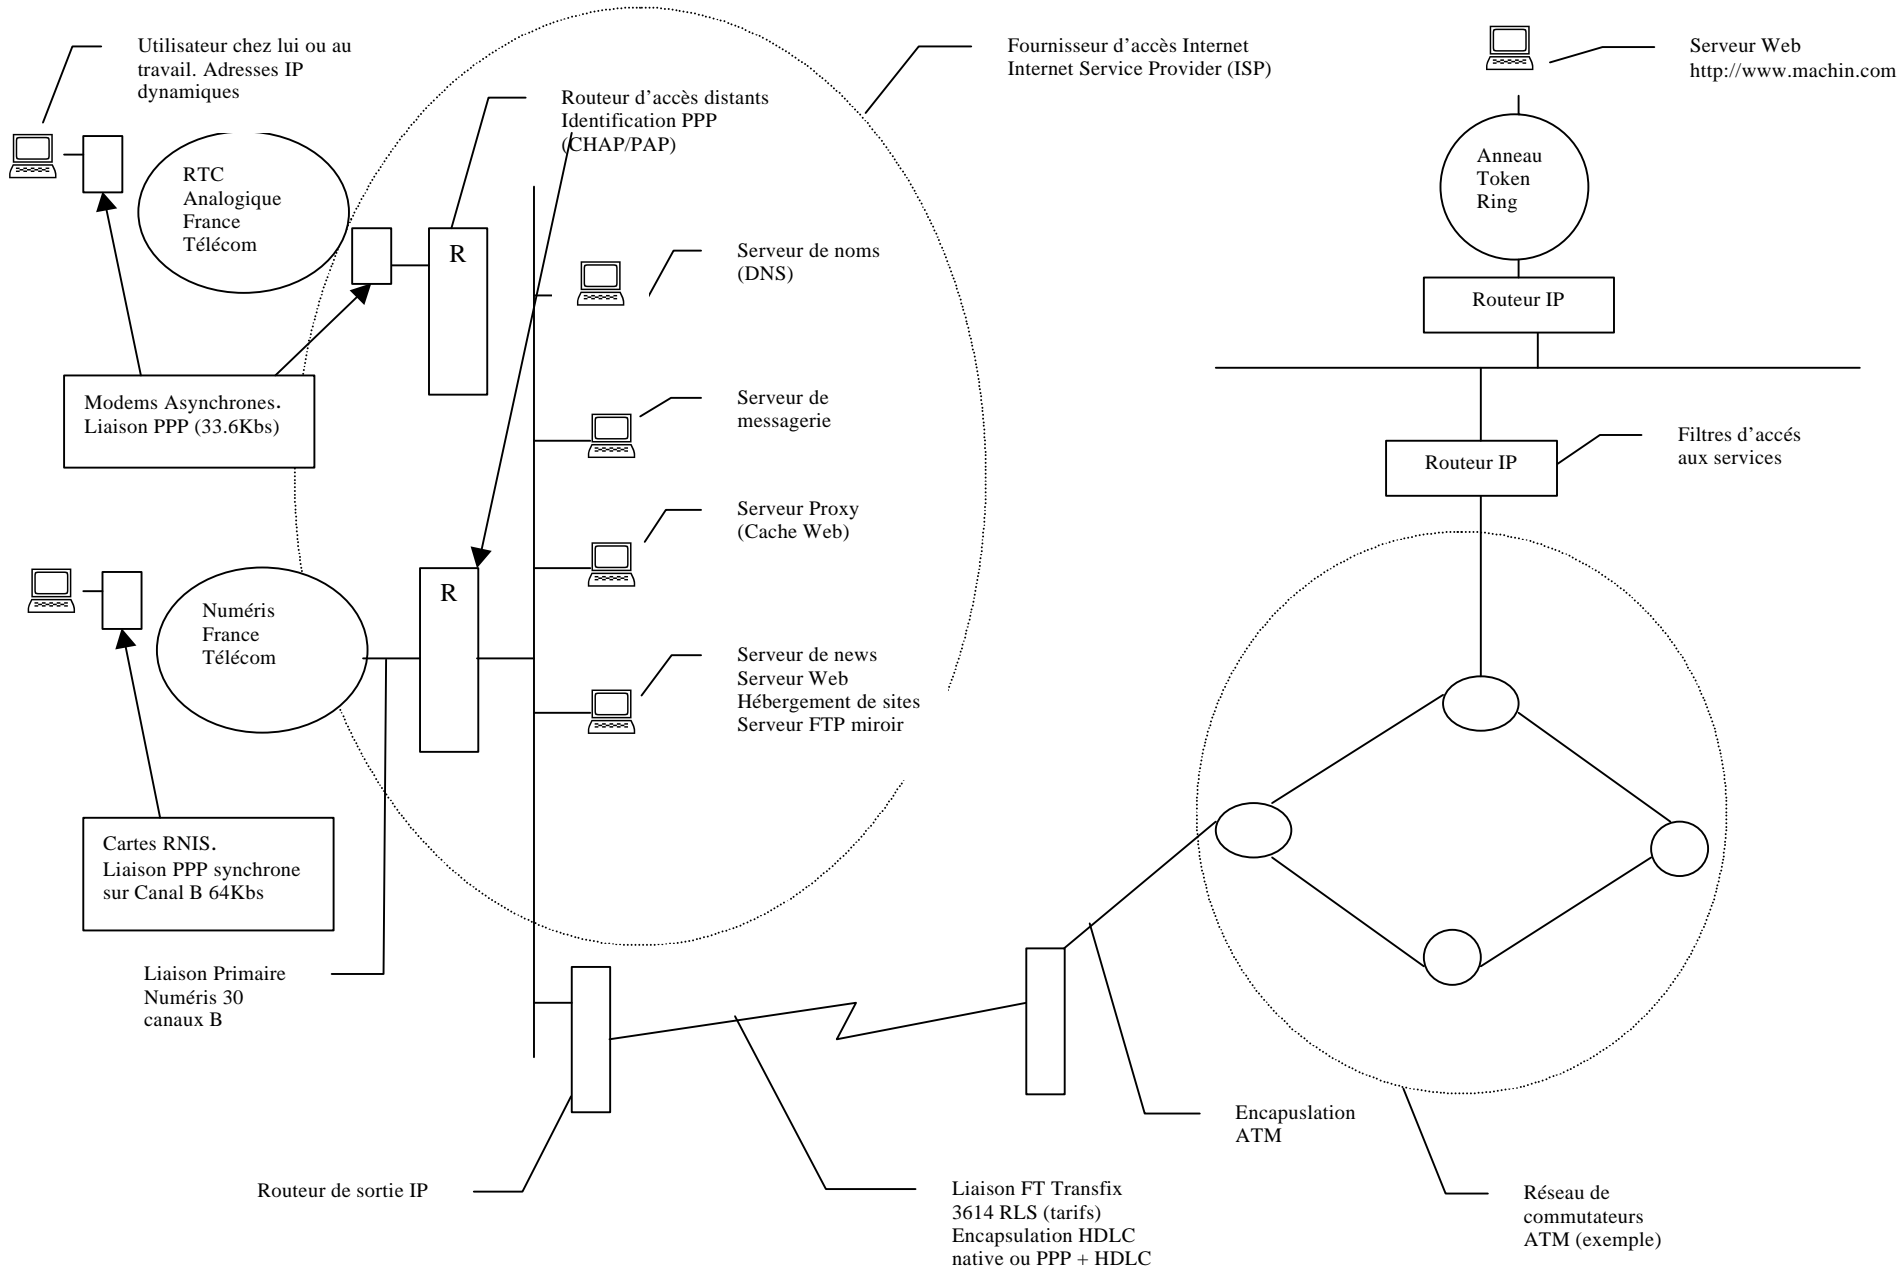 Utilisateur chez lui ou au
travail. Adresses IP
dynamiques
Fournisseur d'accès Internet
Internet Service Provider (ISP)
Serveur Web
http://www.machin.com
Routeur d'accès distants
Identification PPP
(CHAP/PAP)
RTC
Analogique
France
Télécom
Anneau
Token
Ring
R
Serveur de noms
(DNS)
Routeur IP
Modems Asynchrones.
Liaison PPP (33.6Kbs)
Serveur de
messagerie
Routeur IP
Filtres d'accés
aux services
Serveur Proxy
(Cache Web)
R
Numéris
France
Télécom
Serveur de news
Serveur Web
Hébergement de sites
Serveur FTP miroir
Cartes RNIS.
Liaison PPP synchrone
sur Canal B 64Kbs
Liaison Primaire
Numéris 30
canaux B
Encapuslation
ATM
Routeur de sortie IP
Liaison FT Transfix
3614 RLS (tarifs)
Encapsulation HDLC
native ou PPP + HDLC
Réseau de
commutateurs
ATM (exemple)